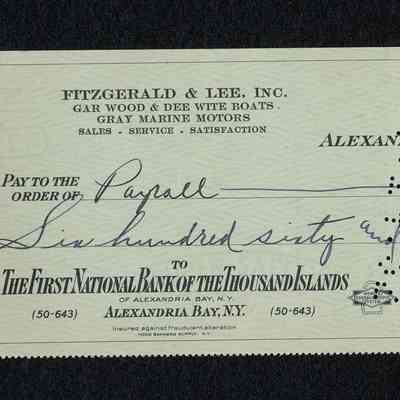 FITZGERALD & LEE, INC.
GAR WOOD & DEE WITE BOATS
GRAY MARINE MOTORS
SALES - SERVICE - SATISFACTION
ALEXAN
PAY TO THE
ORDER OF Payroll
Six hundred sixty and
TO
THE FIRST NATIONAL BANK OF THE THOUSAND ISLANDS
OF ALEXANDRIA BAY, N.Y.
(50-643) ALEXANDRIA BAY, N.Y. (50-643)
Insured against fraudulent alteration